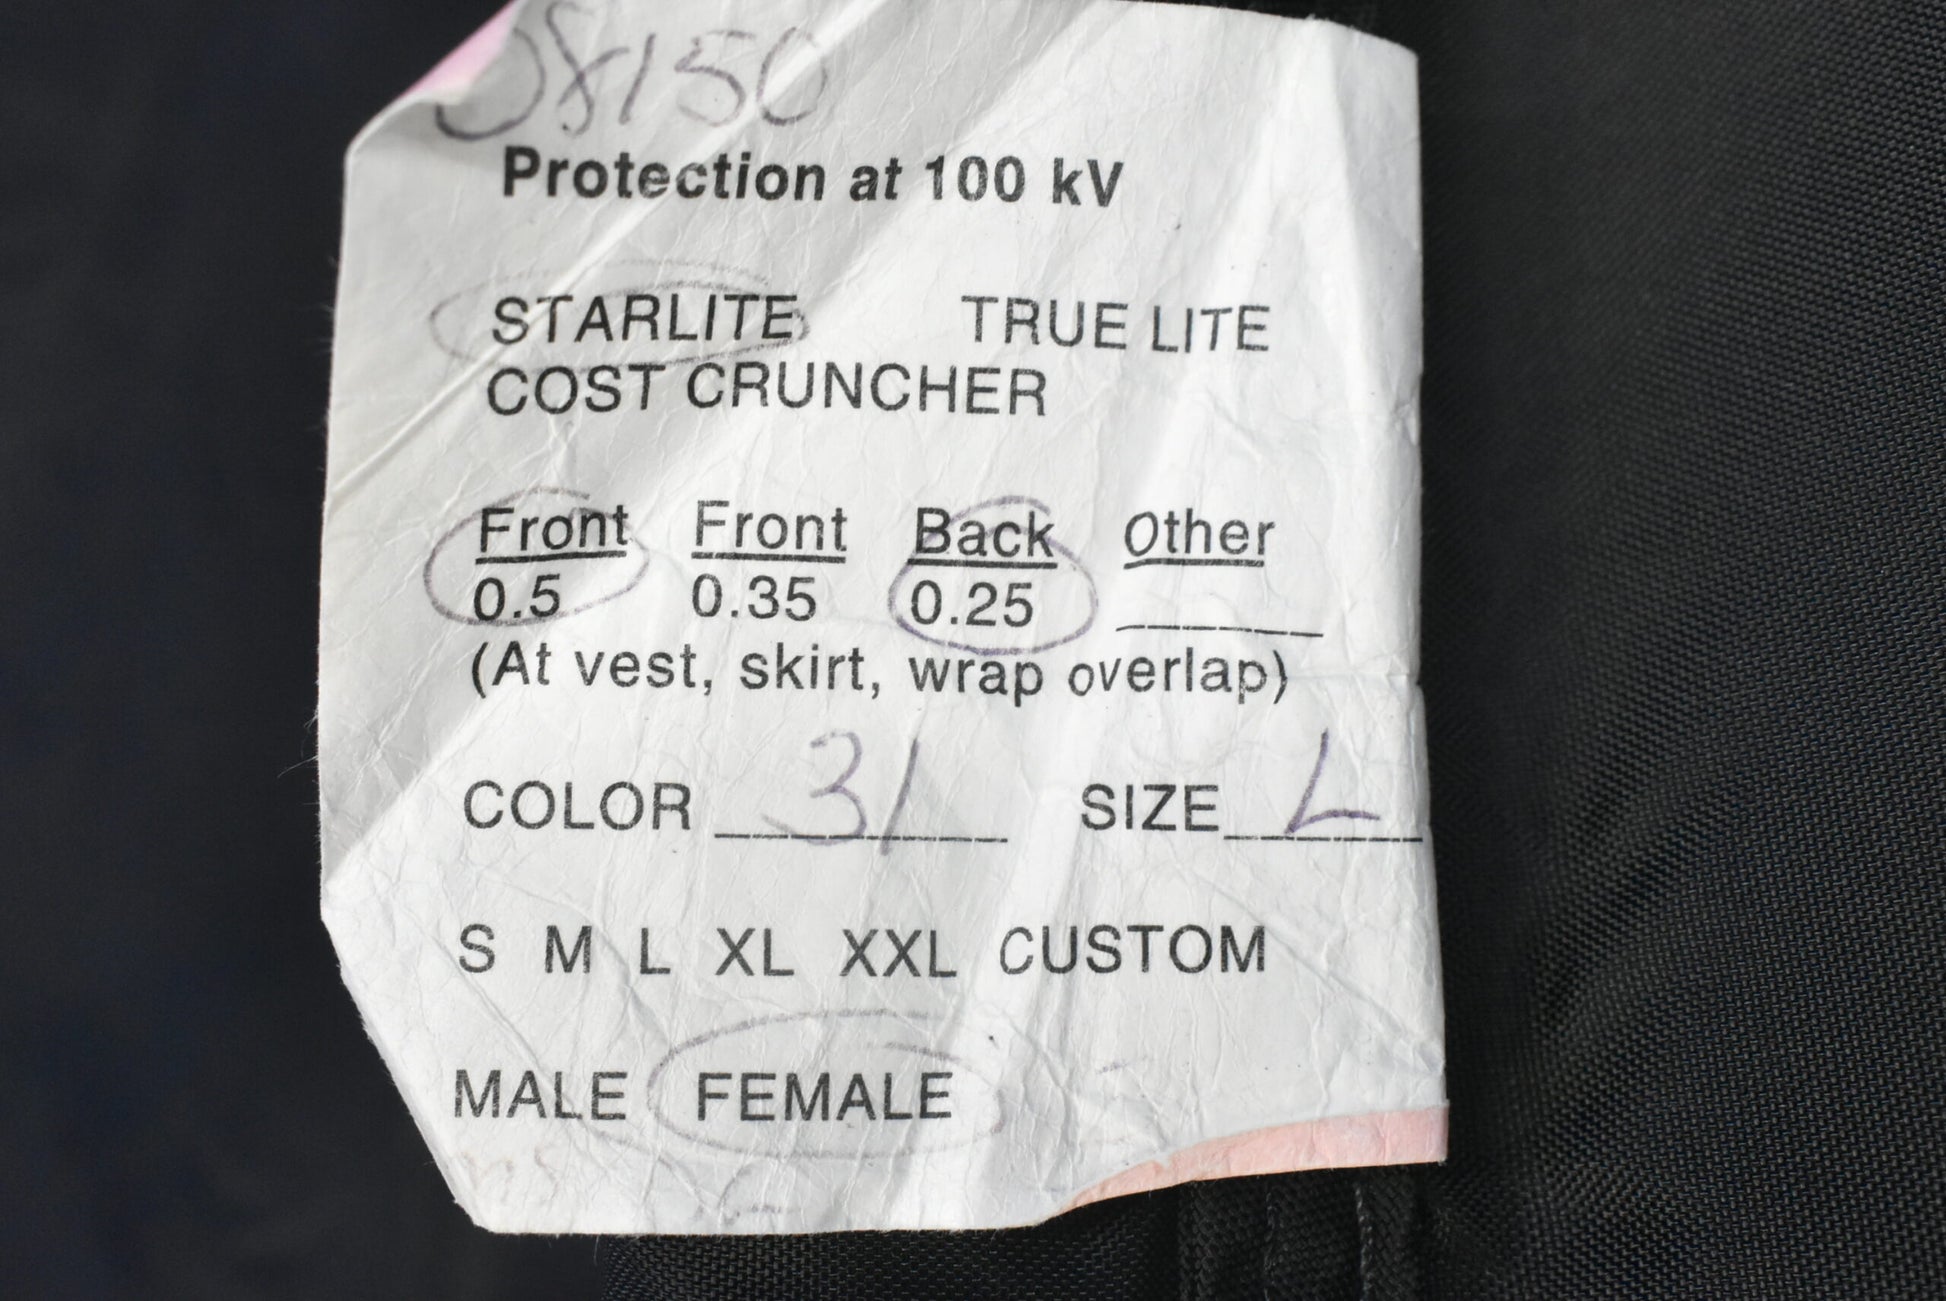 58150
Protection at 100 kV
STARLITE TRUE LITE
COST CRUNCHER
Front Front Back Other
0.5 0.35 0.25
(At vest, skirt, wrap overlap)
COLOR 31 SIZE L
S M L XL XXL CUSTOM
MALE FEMALE